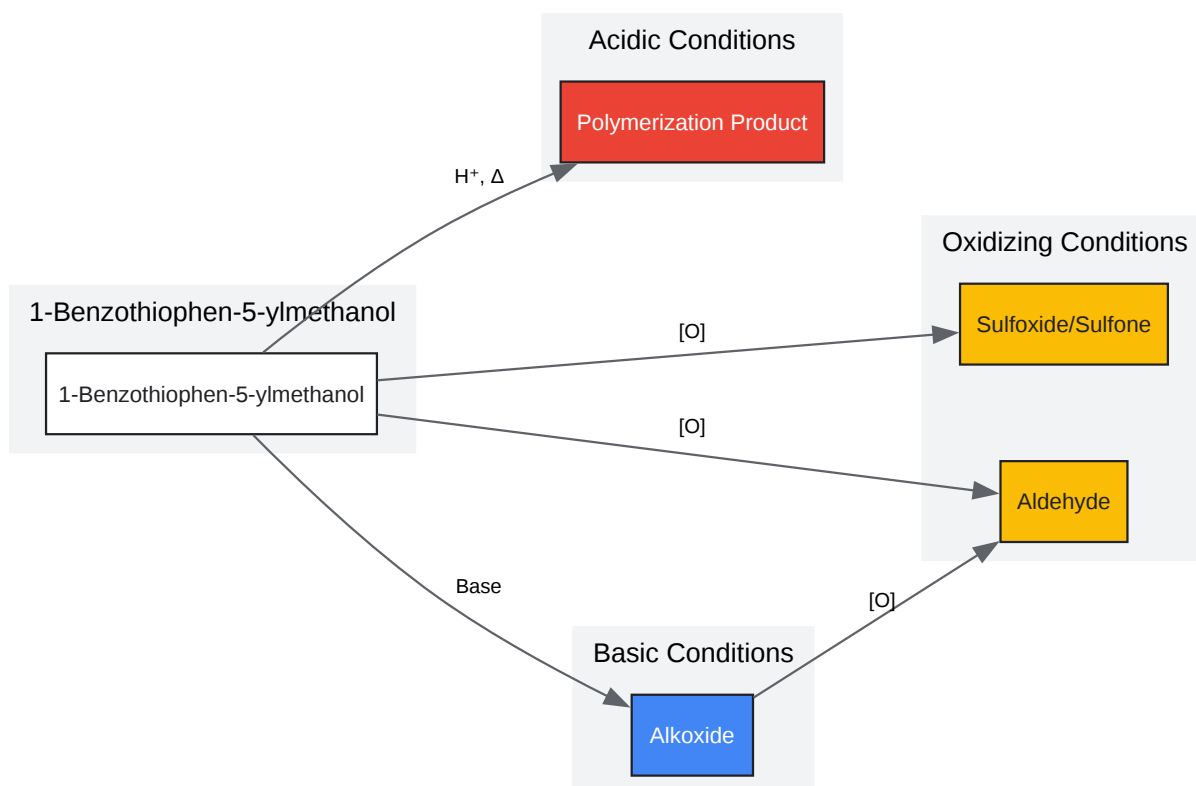 Acidic Conditions
Polymerization Product
H⁺, Δ
Oxidizing Conditions
1-Benzothiophen-5-ylmethanol
[O]
Sulfoxide/Sulfone
1-Benzothiophen-5-ylmethanol
[O]
Aldehyde
Base
[O]
Basic Conditions
Alkoxide